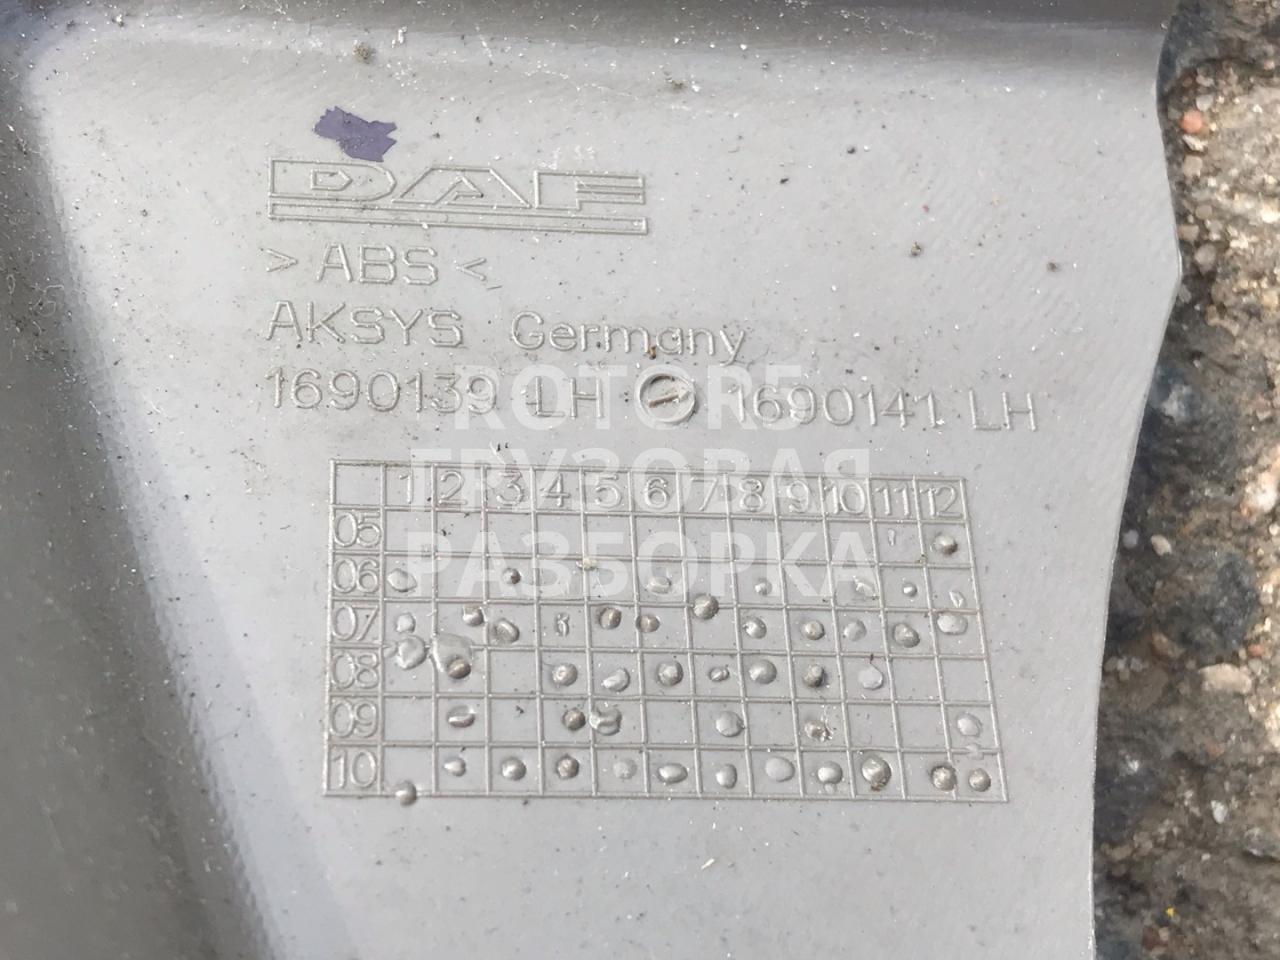 DAF
> ABS <
AKSYS Germany
1690139 LH 1690141 LH
ROTOR5
ГРУЗОВАЯ
РАЗБОРКА
1 2 3 4 5 6 7 8 9 10 11 12
05
06
07
08
09
10